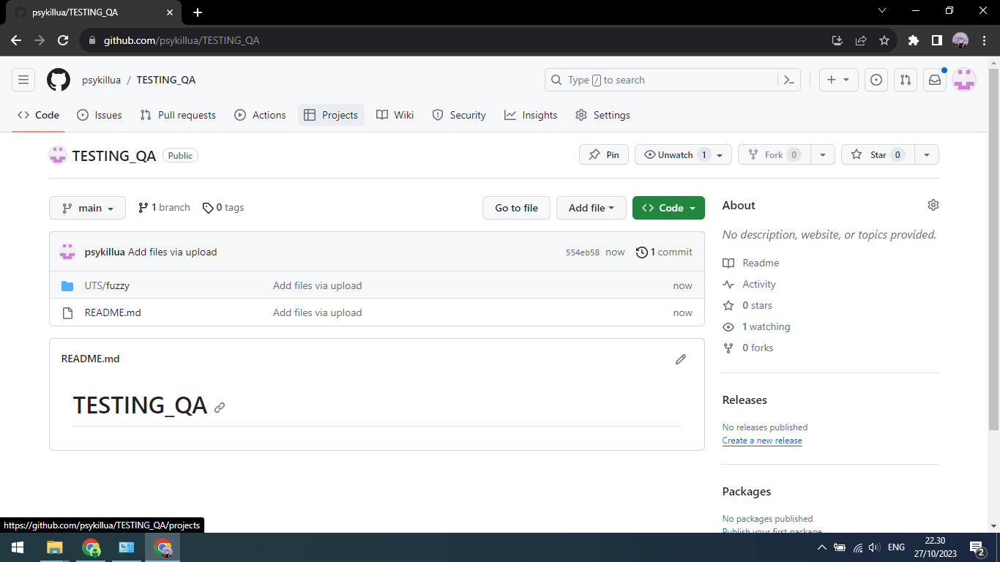 psykillua/TESTING_QA
github.com/psykillua/TESTING_QA
psykillua / TESTING_QA
Type / to search
Code Issues Pull requests Actions Projects Wiki Security Insights Settings
TESTING_QA Public
Pin Unwatch 1 Fork 0 Star 0
main 1 branch 0 tags
Go to file Add file Code
psykillua Add files via upload 554eb58 now 1 commit
UTS/fuzzy Add files via upload now
README.md Add files via upload now
README.md
TESTING_QA
About
No description, website, or topics provided.
Readme
Activity
0 stars
1 watching
0 forks
Releases
No releases published
Create a new release
Packages
No packages published
Publish your first package
https://github.com/psykillua/TESTING_QA/projects
ENG
22.30
27/10/2023
2